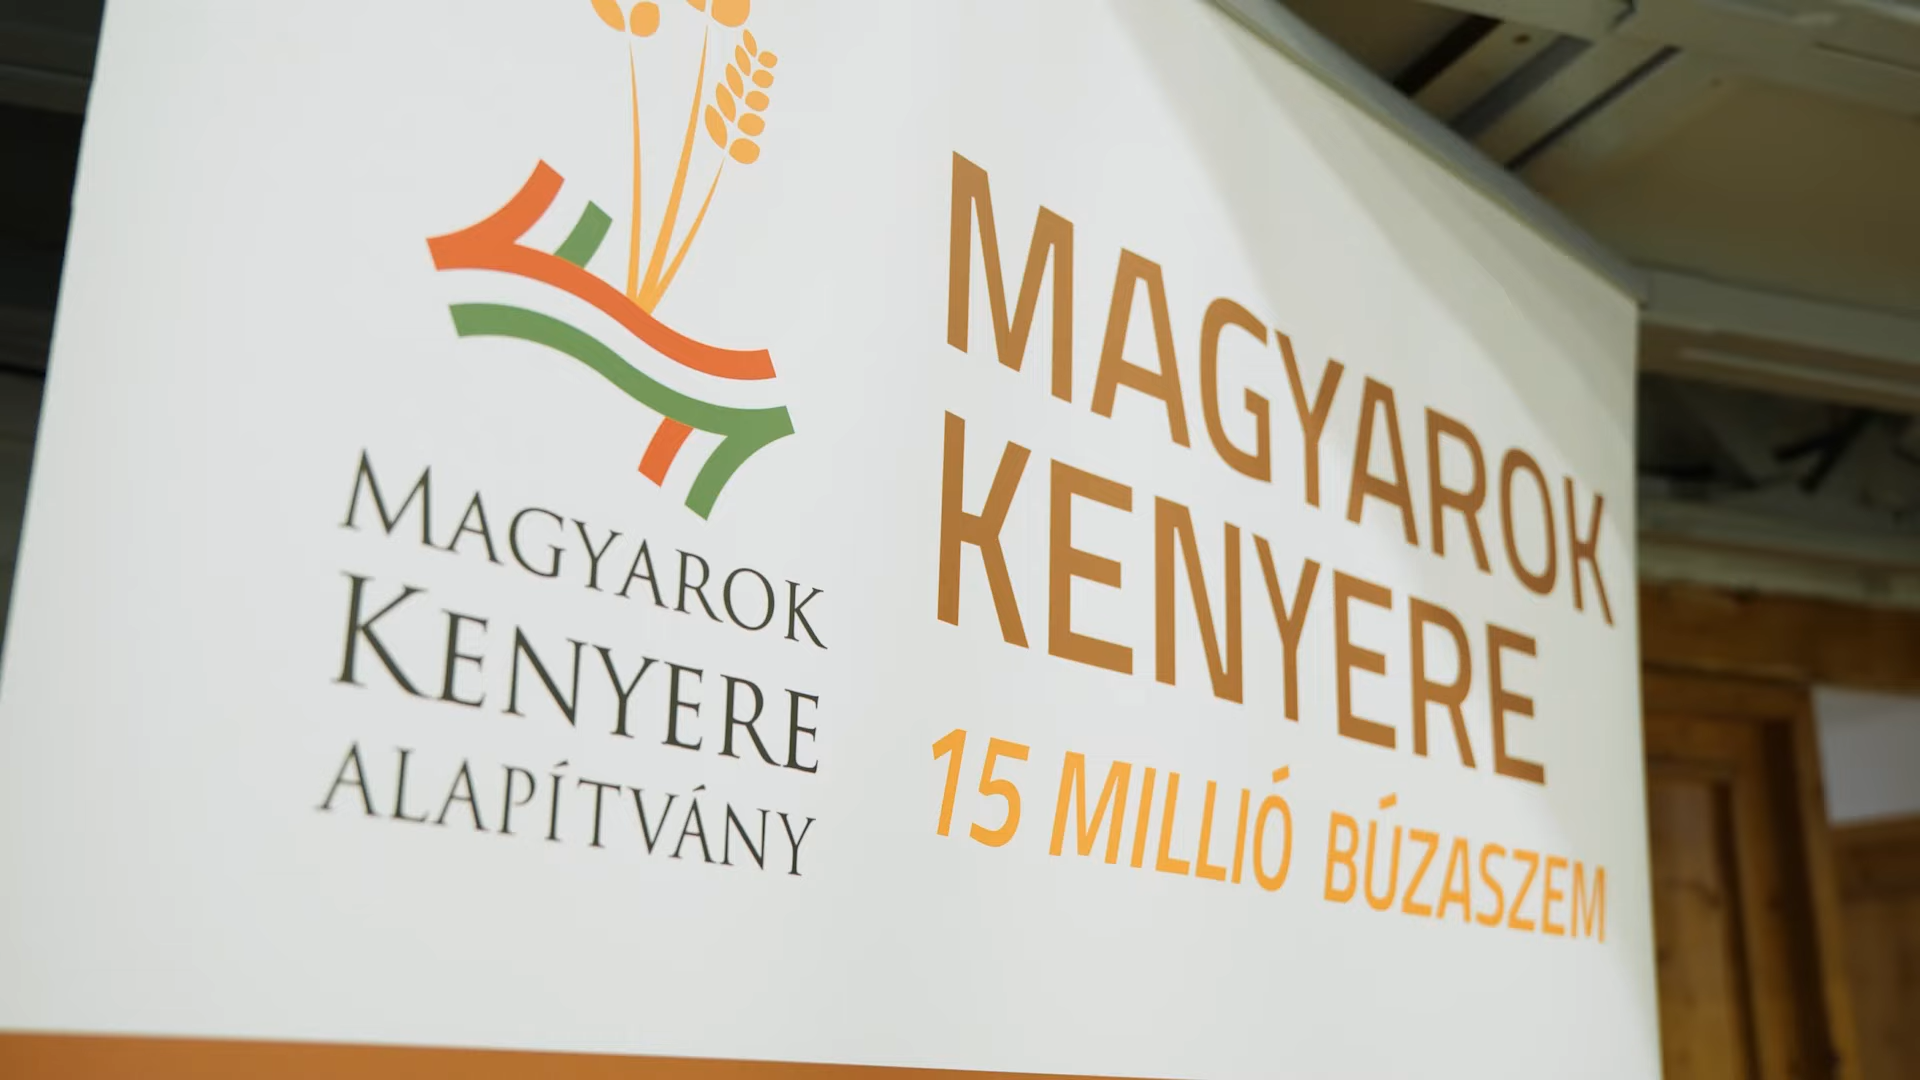 MAGYAROK
KENYERE
ALAPÍTVÁNY
MAGYAROK
KENYERE
15 MILLIÓ BÚZASZEM